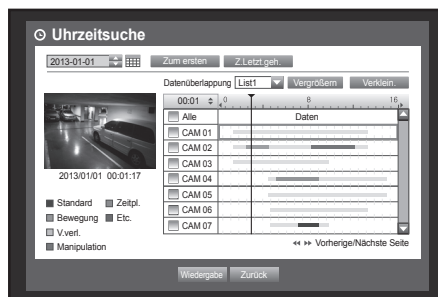 Uhrzeitsuche
2013-01-01 Zum ersten Z.Letzt.geh.
Datenüberlappung List1 Vergrößern Verklein.
00:01 0 8 16
Alle Daten
CAM 01
CAM 02
CAM 03
CAM 04
CAM 05
CAM 06
CAM 07
2013/01/01 00:01:17
Standard Zeitpl.
Bewegung Etc.
V.verl.
Manipulation
Vorherige/Nächste Seite
Wiedergabe Zurück